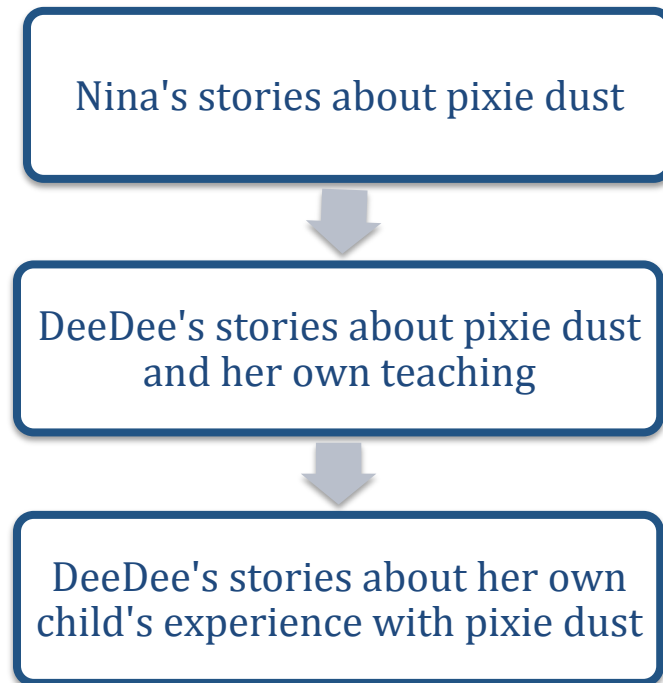 Nina's stories about pixie dust
DeeDee's stories about pixie dust
and her own teaching
DeeDee's stories about her own
child's experience with pixie dust